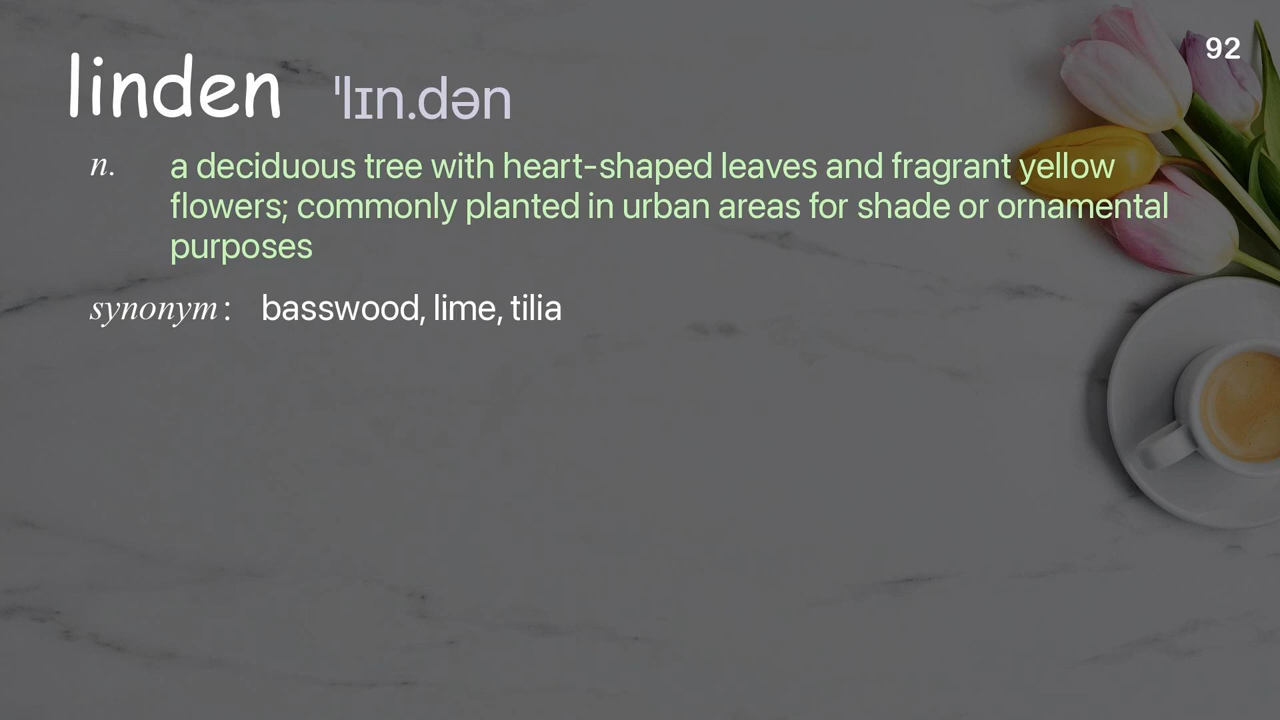 92
linden ˈlɪn.dən
n. a deciduous tree with heart-shaped leaves and fragrant yellow
flowers; commonly planted in urban areas for shade or ornamental
purposes
synonym: basswood, lime, tilia